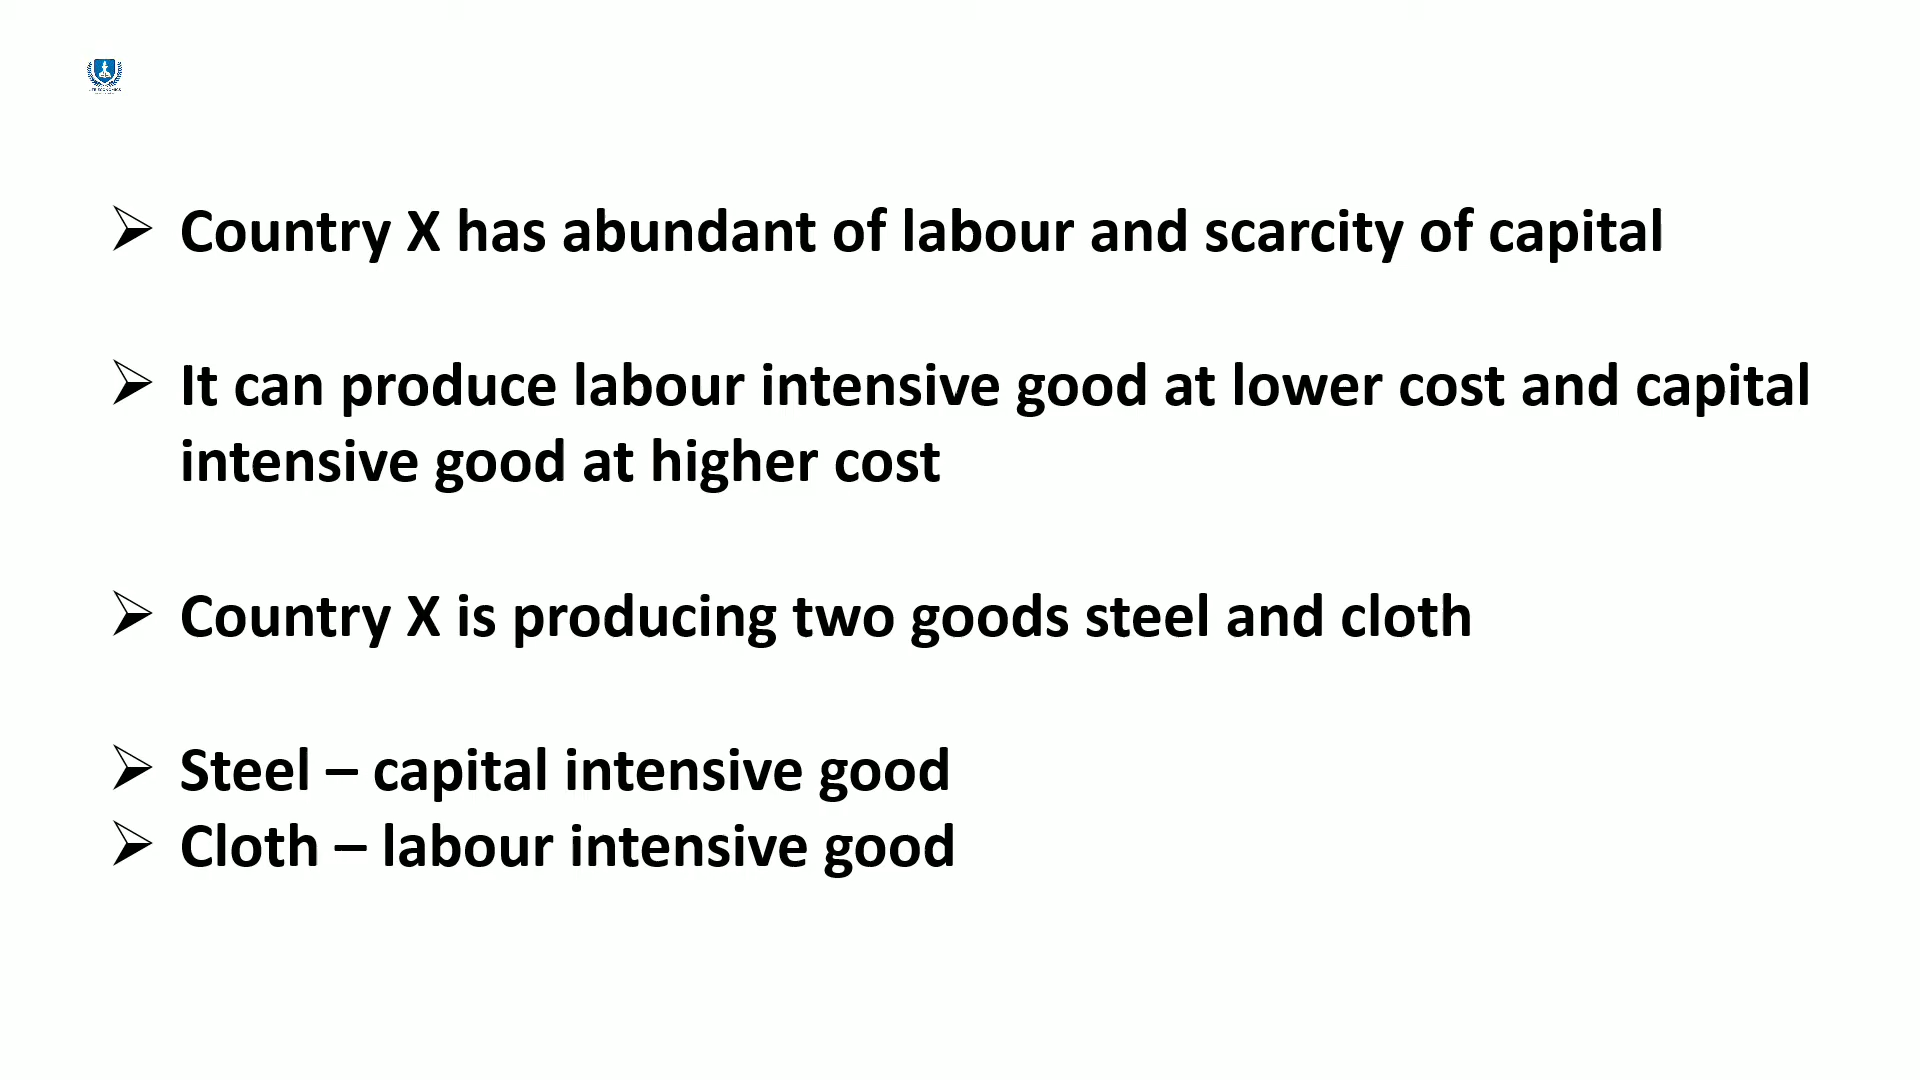 ➢ Country X has abundant of labour and scarcity of capital
➢ It can produce labour intensive good at lower cost and capital
intensive good at higher cost
➢ Country X is producing two goods steel and cloth
➢ Steel – capital intensive good
➢ Cloth – labour intensive good